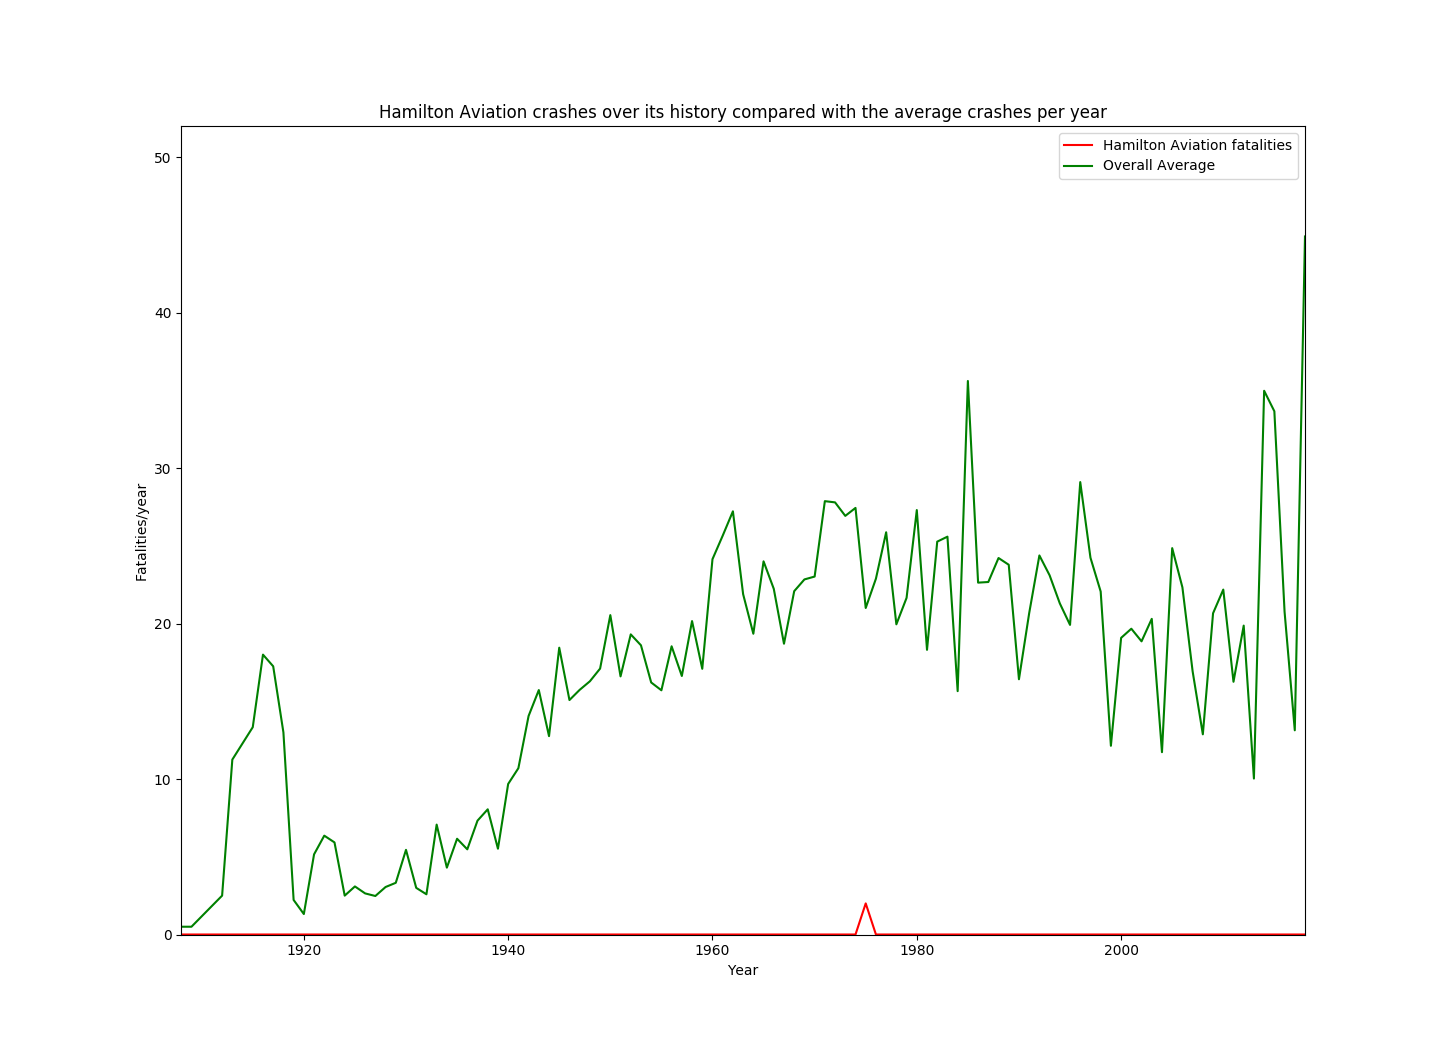 Hamilton Aviation crashes over its history compared with the average crashes per year
Hamilton Aviation fatalities
Overall Average
50
40
30
20
10
0
Fatalities/year
1920 1940 1960 1980 2000
Year